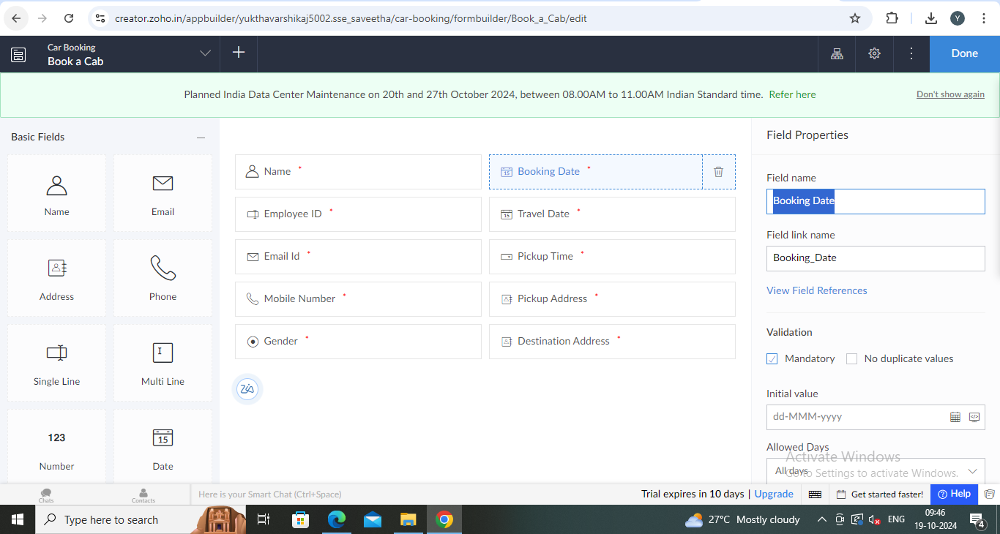 creator.zoho.in/appbuilder/yukthavarshikaj5002.sse_saveetha/car-booking/formbuilder/Book_a_Cab/edit
Y
Car Booking
Book a Cab
Done
Planned India Data Center Maintenance on 20th and 27th October 2024, between 08.00AM to 11.00AM Indian Standard time. Refer here
Don't show again
Basic Fields
Name
Email
Address
Phone
Single Line
Multi Line
123
Number
15
Date
Name *
Booking Date *
Employee ID *
Travel Date *
Email Id *
Pickup Time *
Mobile Number *
Pickup Address *
Gender *
Destination Address *
Zia
Field Properties
Field name
Booking Date
Field link name
Booking_Date
View Field References
Validation
Mandatory
No duplicate values
Initial value
dd-MMM-yyyy
Allowed Days
All days
Activate Windows
Go to Settings to activate Windows.
Chats
Contacts
Here is your Smart Chat (Ctrl+Space)
Trial expires in 10 days | Upgrade
Get started faster!
Help
Type here to search
27°C Mostly cloudy
ENG
09:46
19-10-2024
4